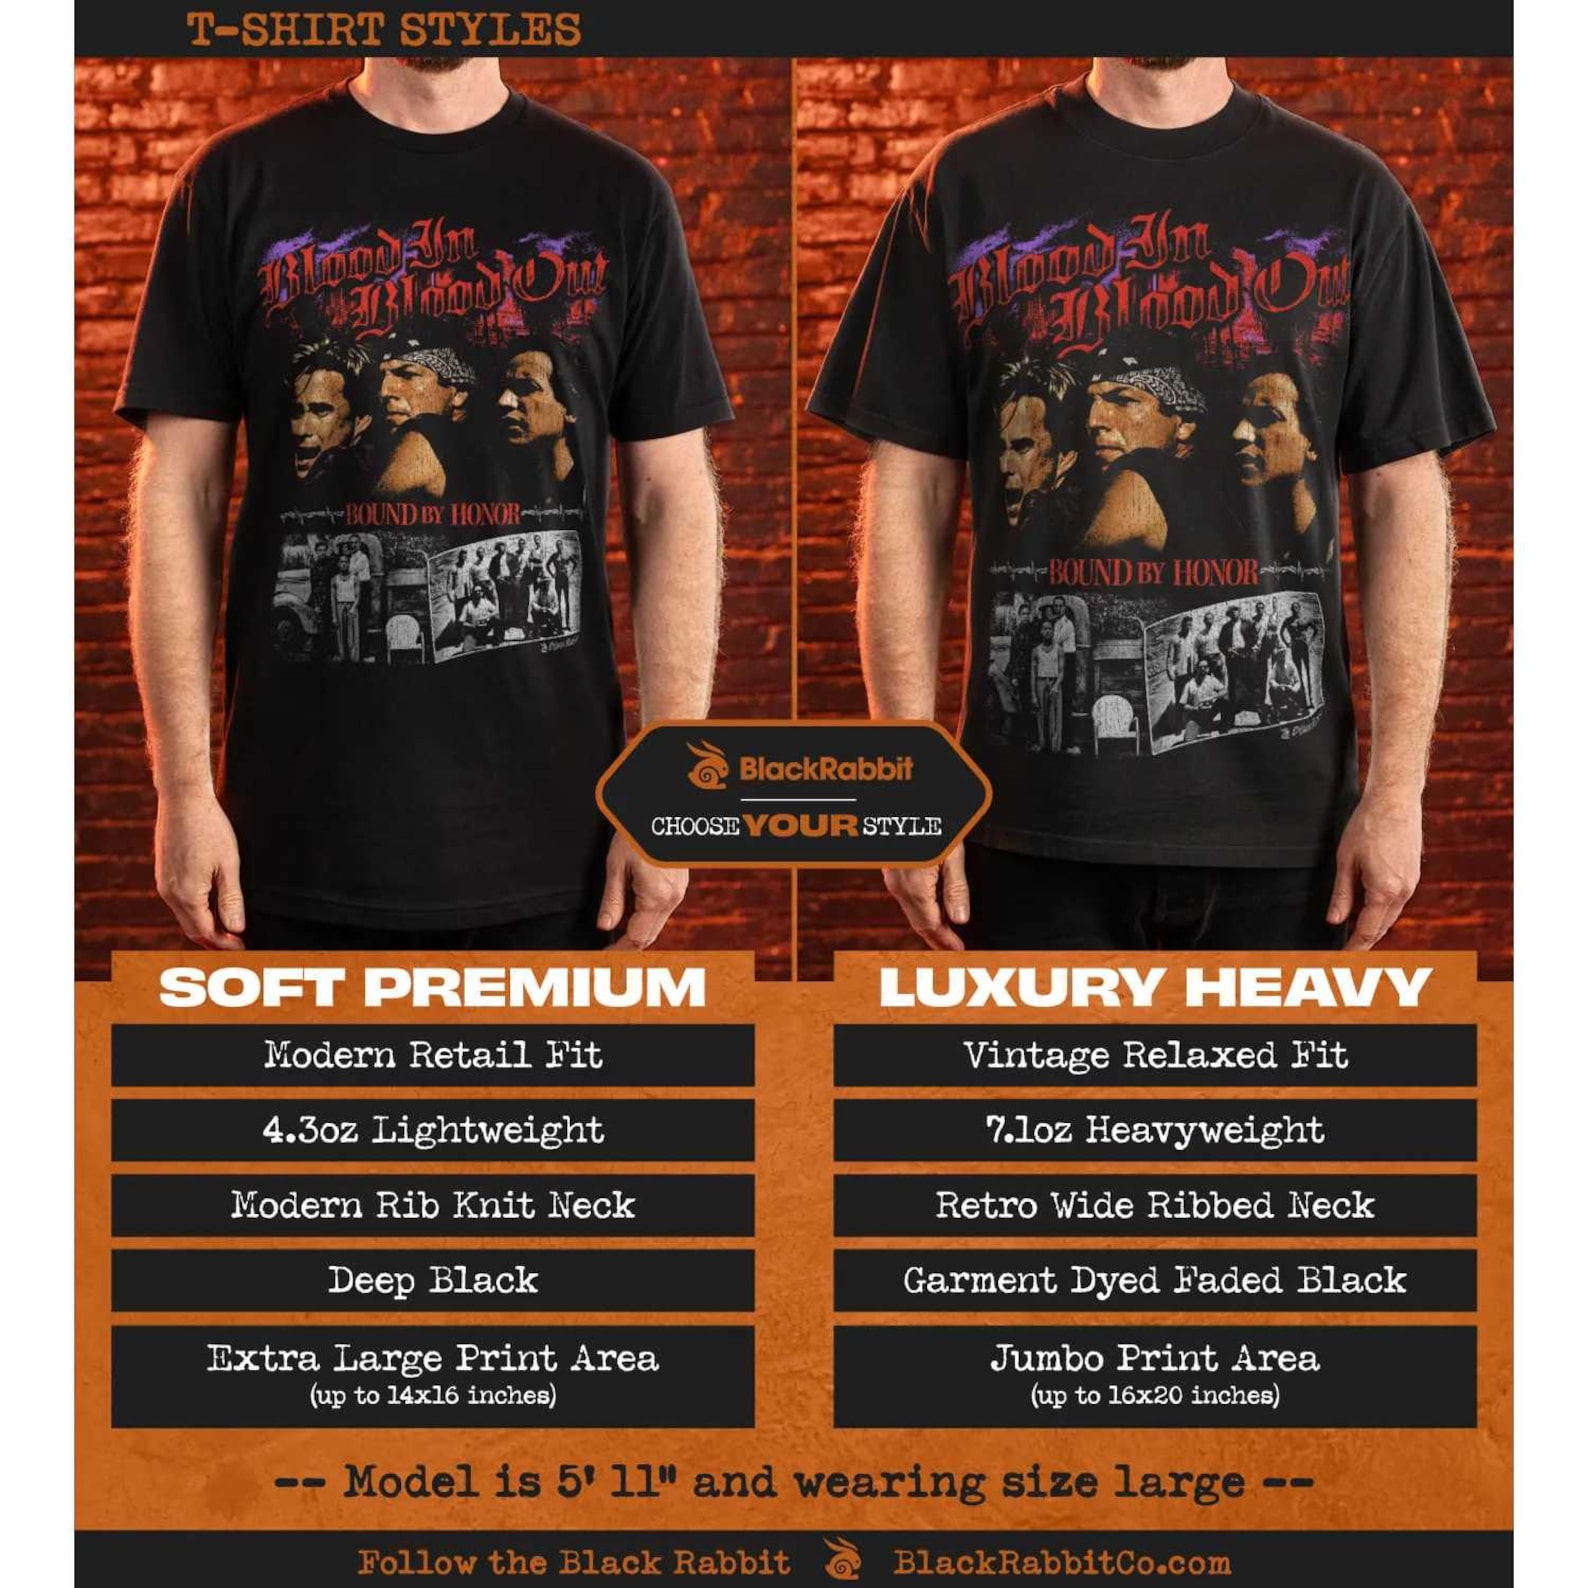 T-SHIRT STYLES
Blood In
Blood Out
BOUND BY HONOR
Blood In
Blood Out
BOUND BY HONOR
BlackRabbit
CHOOSE YOUR STYLE
SOFT PREMIUM
Modern Retail Fit
4.3oz Lightweight
Modern Rib Knit Neck
Deep Black
Extra Large Print Area
(up to 14x16 inches)
LUXURY HEAVY
Vintage Relaxed Fit
7.1oz Heavyweight
Retro Wide Ribbed Neck
Garment Dyed Faded Black
Jumbo Print Area
(up to 16x20 inches)
-- Model is 5' 11" and wearing size large --
Follow the Black Rabbit BlackRabbitCo.com